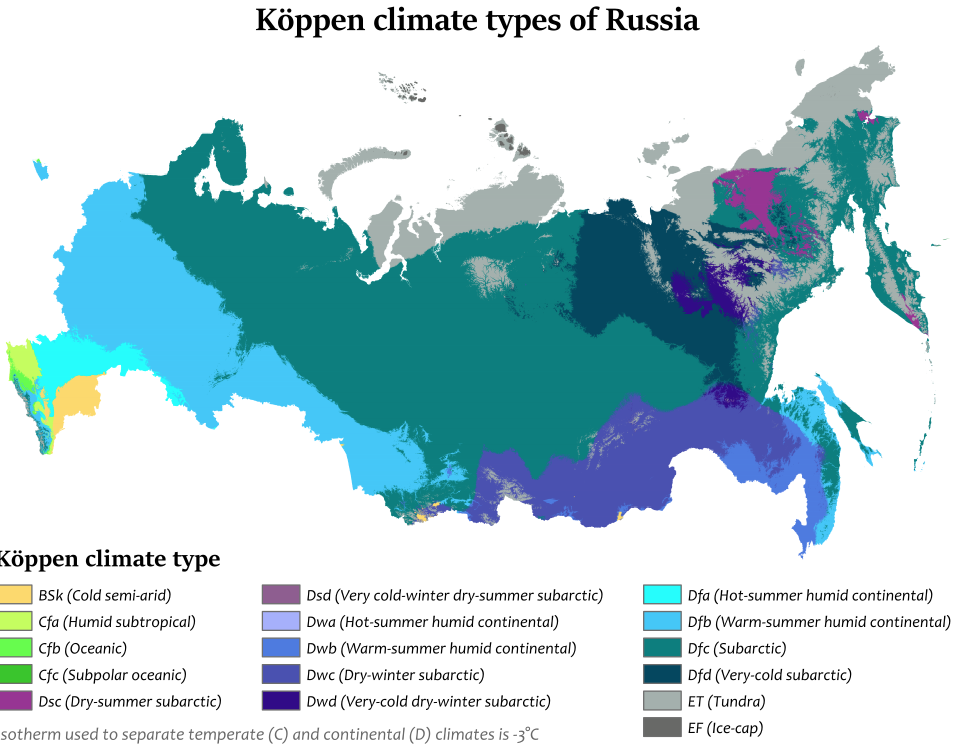 Köppen climate types of Russia
Köppen climate type
BSk (Cold semi-arid)
Cfa (Humid subtropical)
Cfb (Oceanic)
Cfc (Subpolar oceanic)
Dsc (Dry-summer subarctic)
Dsd (Very cold-winter dry-summer subarctic)
Dwa (Hot-summer humid continental)
Dwb (Warm-summer humid continental)
Dwc (Dry-winter subarctic)
Dwd (Very-cold dry-winter subarctic)
Dfa (Hot-summer humid continental)
Dfb (Warm-summer humid continental)
Dfc (Subarctic)
Dfd (Very-cold subarctic)
ET (Tundra)
EF (Ice-cap)
sotherm used to separate temperate (C) and continental (D) climates is -3°C